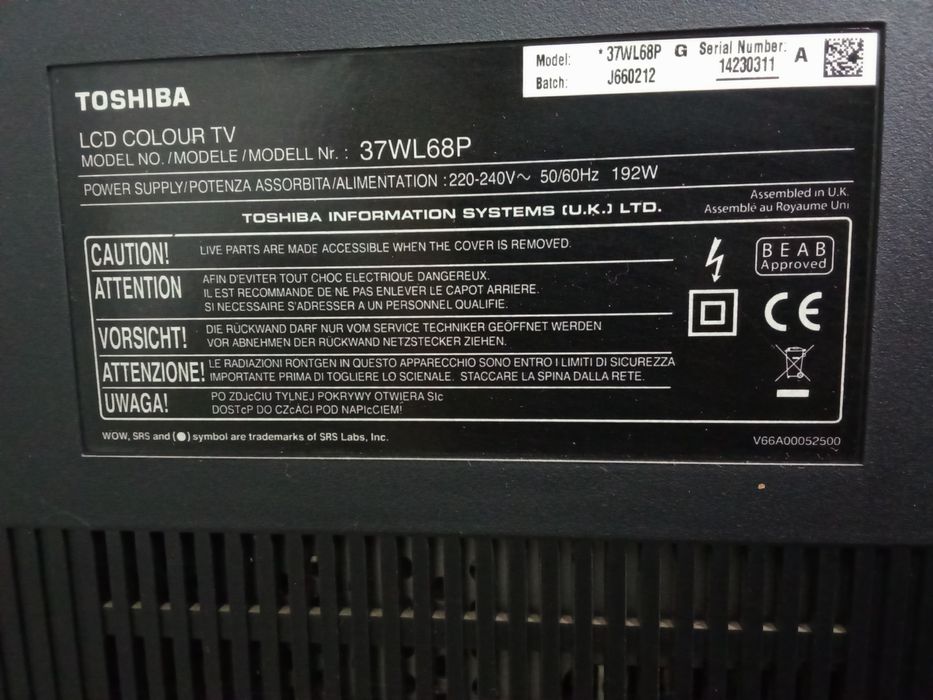 Model: *37WL68P G Serial Number: A
Batch: J660212 14230311
TOSHIBA
LCD COLOUR TV
MODEL NO./MODELE/MODELL Nr. : 37WL68P
POWER SUPPLY/POTENZA ASSORBITA/ALIMENTATION :220-240V～ 50/60Hz 192W
Assembled in U.K.
Assemblé au Royaume Uni
TOSHIBA INFORMATION SYSTEMS (U.K.) LTD.
CAUTION! LIVE PARTS ARE MADE ACCESSIBLE WHEN THE COVER IS REMOVED.
ATTENTION AFIN D'EVITER TOUT CHOC ELECTRIQUE DANGEREUX.
IL EST RECOMMANDE DE NE PAS ENLEVER LE CAPOT ARRIERE.
SI NECESSAIRE S'ADRESSER A UN PERSONNEL QUALIFIE.
VORSICHT! DIE RÜCKWAND DARF NUR VOM SERVICE TECHNIKER GEÖFFNET WERDEN
VOR ABNEHMEN DER RÜCKWAND NETZSTECKER ZIEHEN.
ATTENZIONE! LE RADIAZIONI RONTGEN IN QUESTO APPARECCHIO SONO ENTRO I LIMITI DI SICUREZZA
IMPORTANTE PRIMA DI TOGLIERE LO SCIENALE. STACCARE LA SPINA DALLA RETE.
UWAGA! PO ZDJcCIU TYLNEJ POKRYWY OTWIERA SIc
DOSTcP DO CZcACI POD NAPIcCIEM!
BEAB
Approved
CE
WOW, SRS and (●) symbol are trademarks of SRS Labs, Inc.
V66A00052500